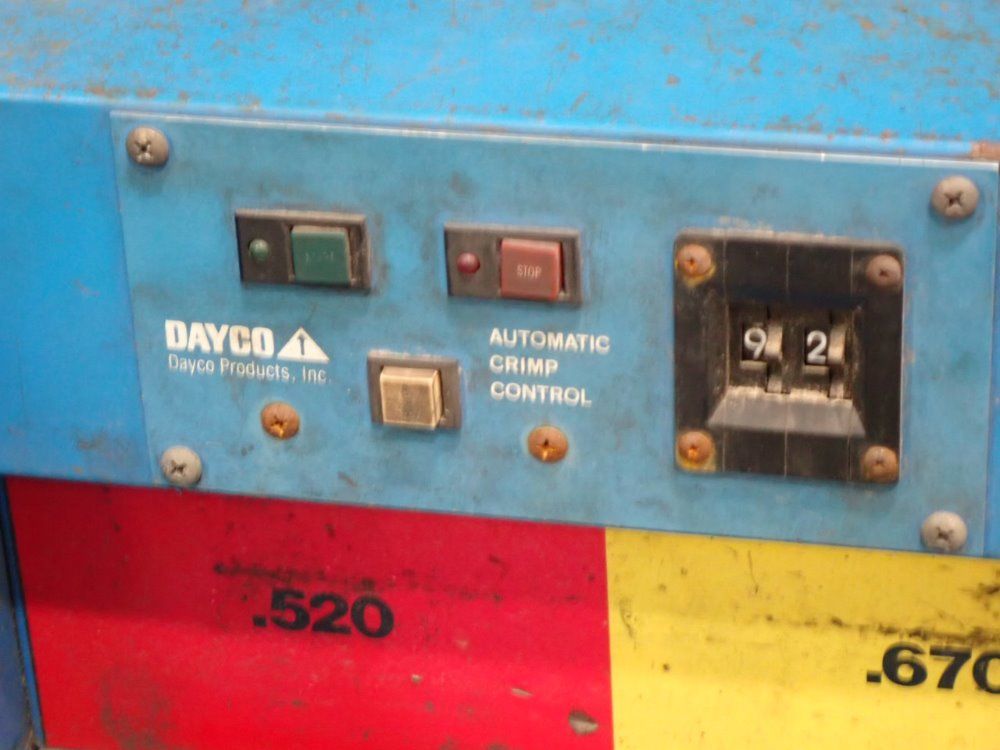 STOP
DAYCO
Dayco Products, Inc
AUTOMATIC
CRIMP
CONTROL
9 2
.520
.670